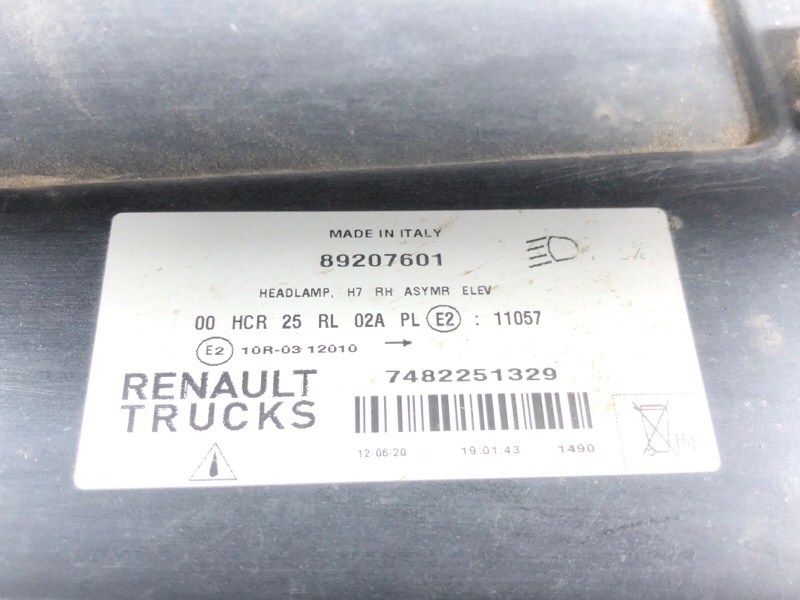 MADE IN ITALY
89207601
HEADLAMP, H7 RH ASYMR ELEV
00 HCR 25 RL 02A PL E2 : 11057
E2 10R-03 12010 →
7482251329
RENAULT
TRUCKS
12/06/20 19:01:43 1490